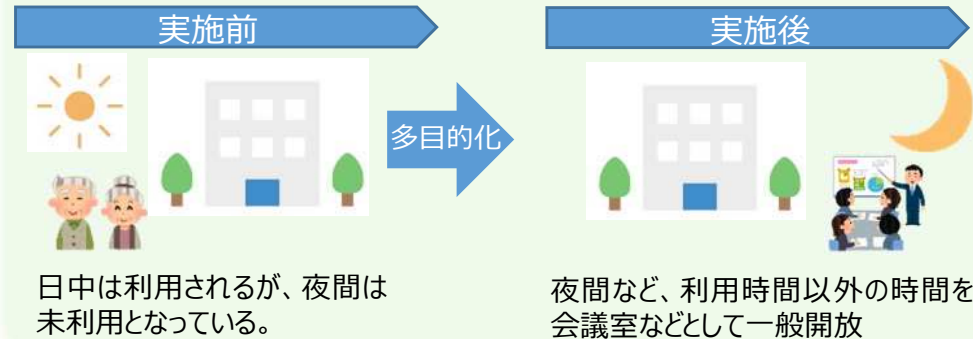 実施前
実施後
多目的化
日中は利用されるが、夜間は
未利用となっている。
夜間など、利用時間以外の時間を
会議室などとして一般開放